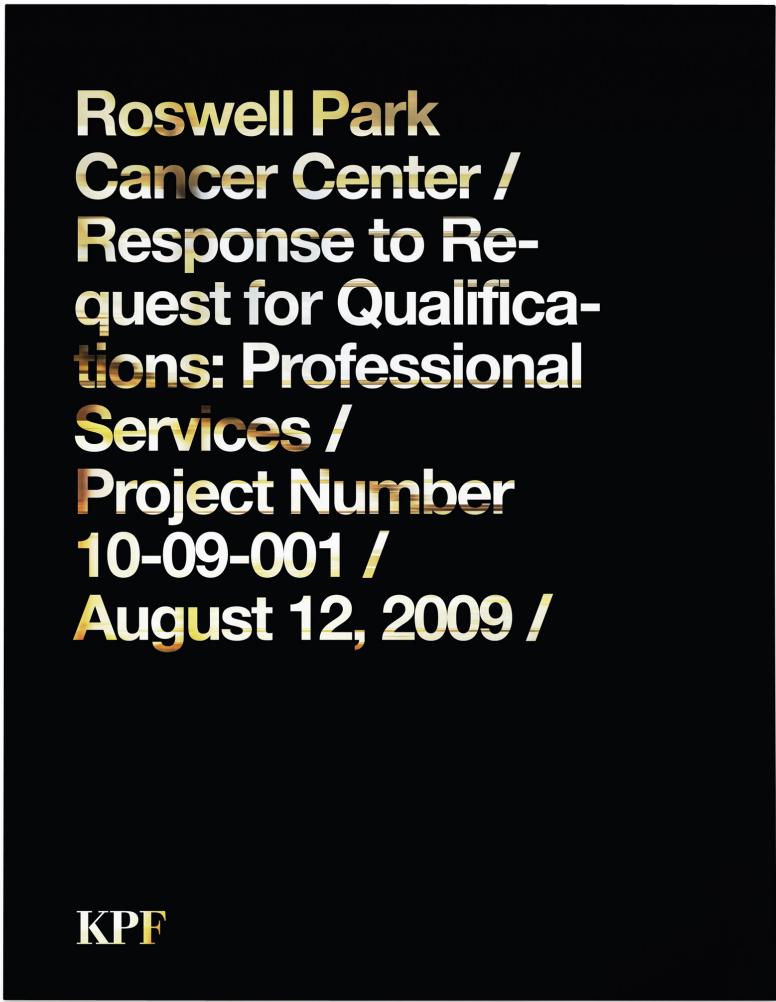 Roswell Park
Cancer Center /
Response to Re-
quest for Qualifica-
tions: Professional
Services /
Project Number
10-09-001 /
August 12, 2009 /
KPF